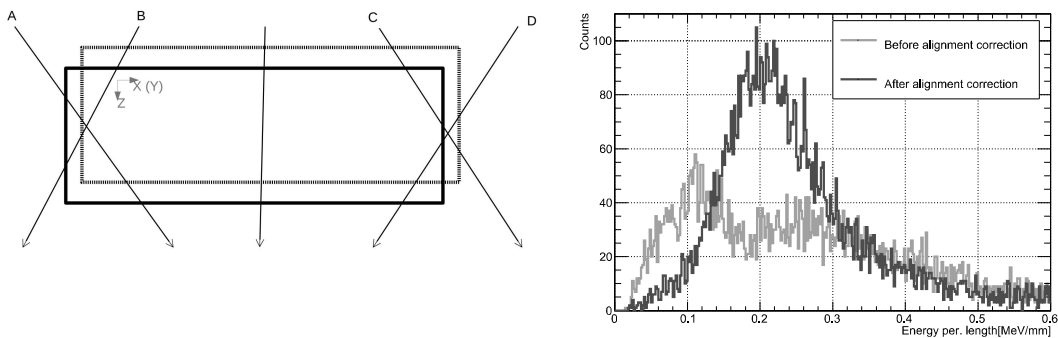 A
B
C
D
X (Y)
Z
Counts
100
80
60
40
20
0
Before alignment correction
After alignment correction
0
0.1
0.2
0.3
0.4
0.5
0.6
Energy per. length[MeV/mm]